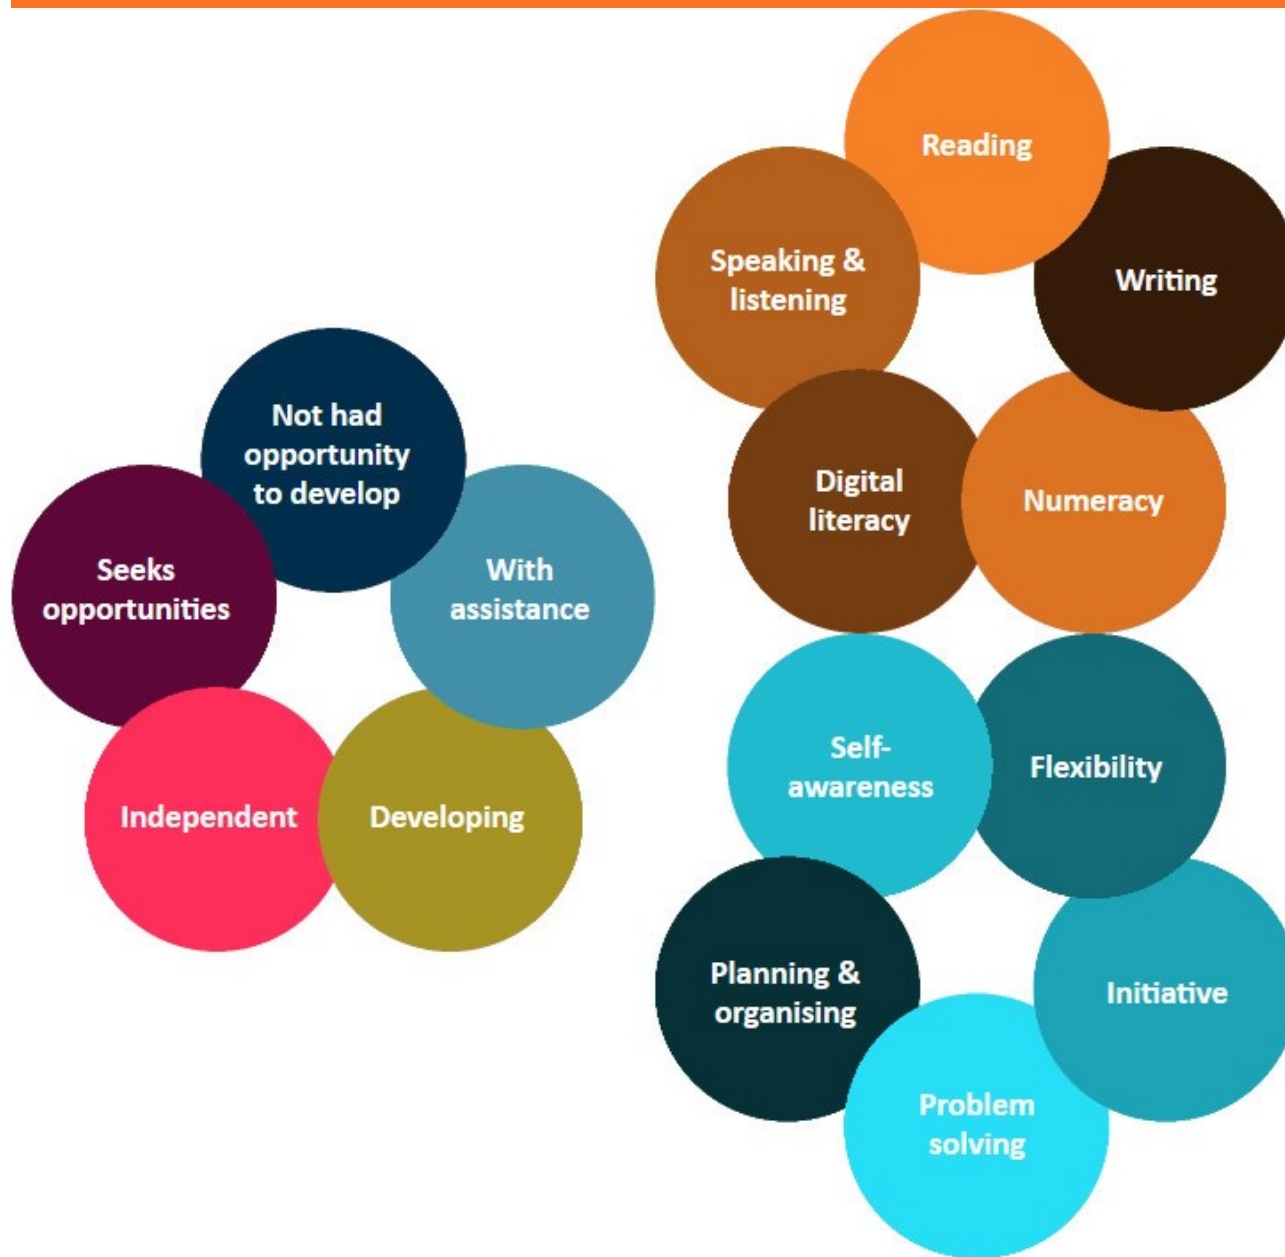 Not had
opportunity
to develop
Seeks
opportunities
With
assistance
Independent
Developing
Reading
Speaking &
listening
Writing
Digital
literacy
Numeracy
Self-
awareness
Flexibility
Planning &
organising
Initiative
Problem
solving